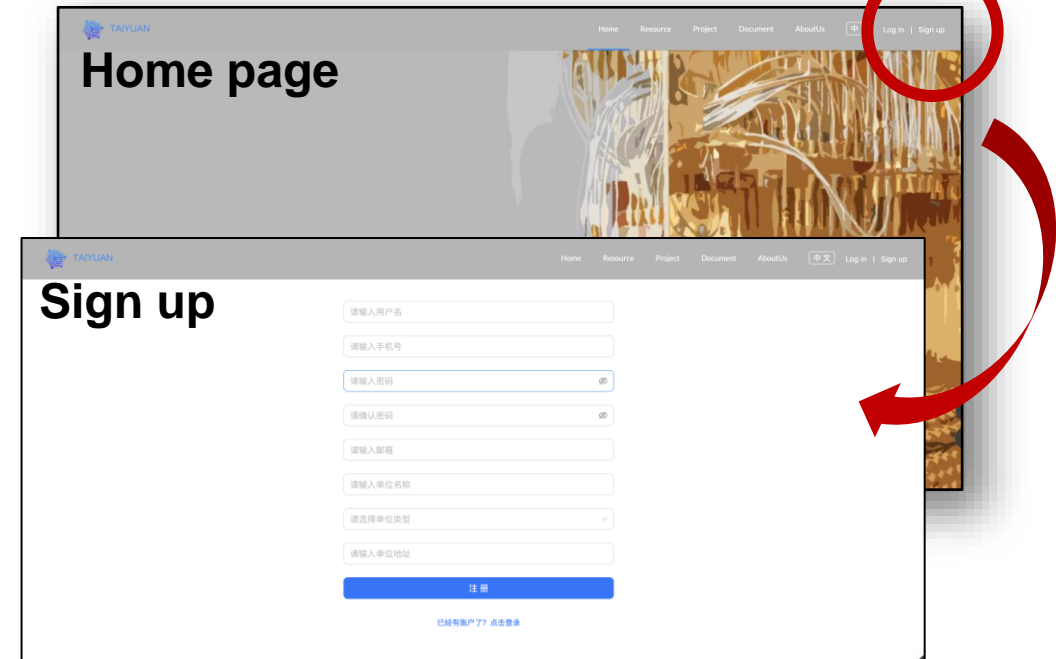 TAIYUAN
Home Resource Project Document AboutUs 中 Log in | Sign up
Home page
TAIYUAN
Home Resource Project Document AboutUs 中文 Log in | Sign up
Sign up
请输入用户名
请输入手机号
请输入密码
请确认密码
请输入邮箱
请输入单位名称
请选择单位类型
请输入单位地址
注册
已经有账户了？点击登录